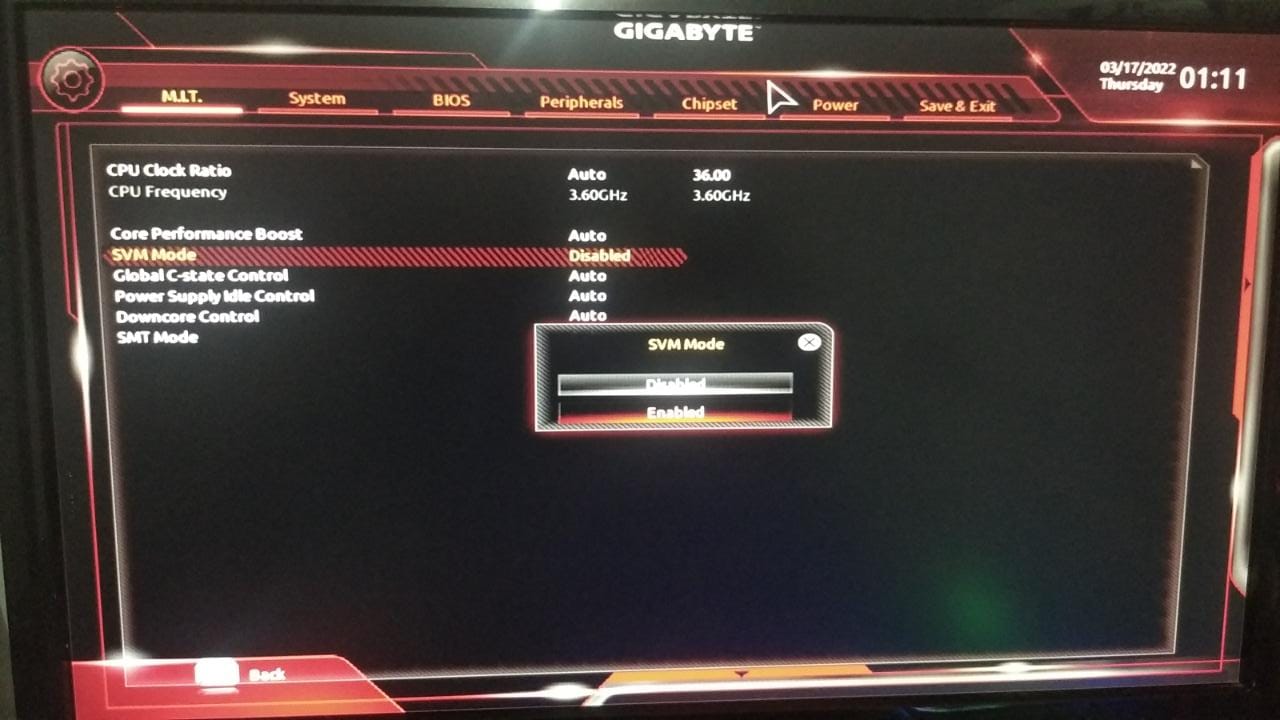 GIGABYTE
03/17/2022
Thursday
01:11
M.I.T. System BIOS Peripherals Chipset Power Save & Exit
CPU Clock Ratio Auto 36.00
CPU Frequency 3.60GHz 3.60GHz
Core Performance Boost Auto
SVM Mode Disabled
Global C-state Control Auto
Power Supply Idle Control Auto
Downcore Control Auto
SMT Mode
SVM Mode
Disabled
Enabled
Back